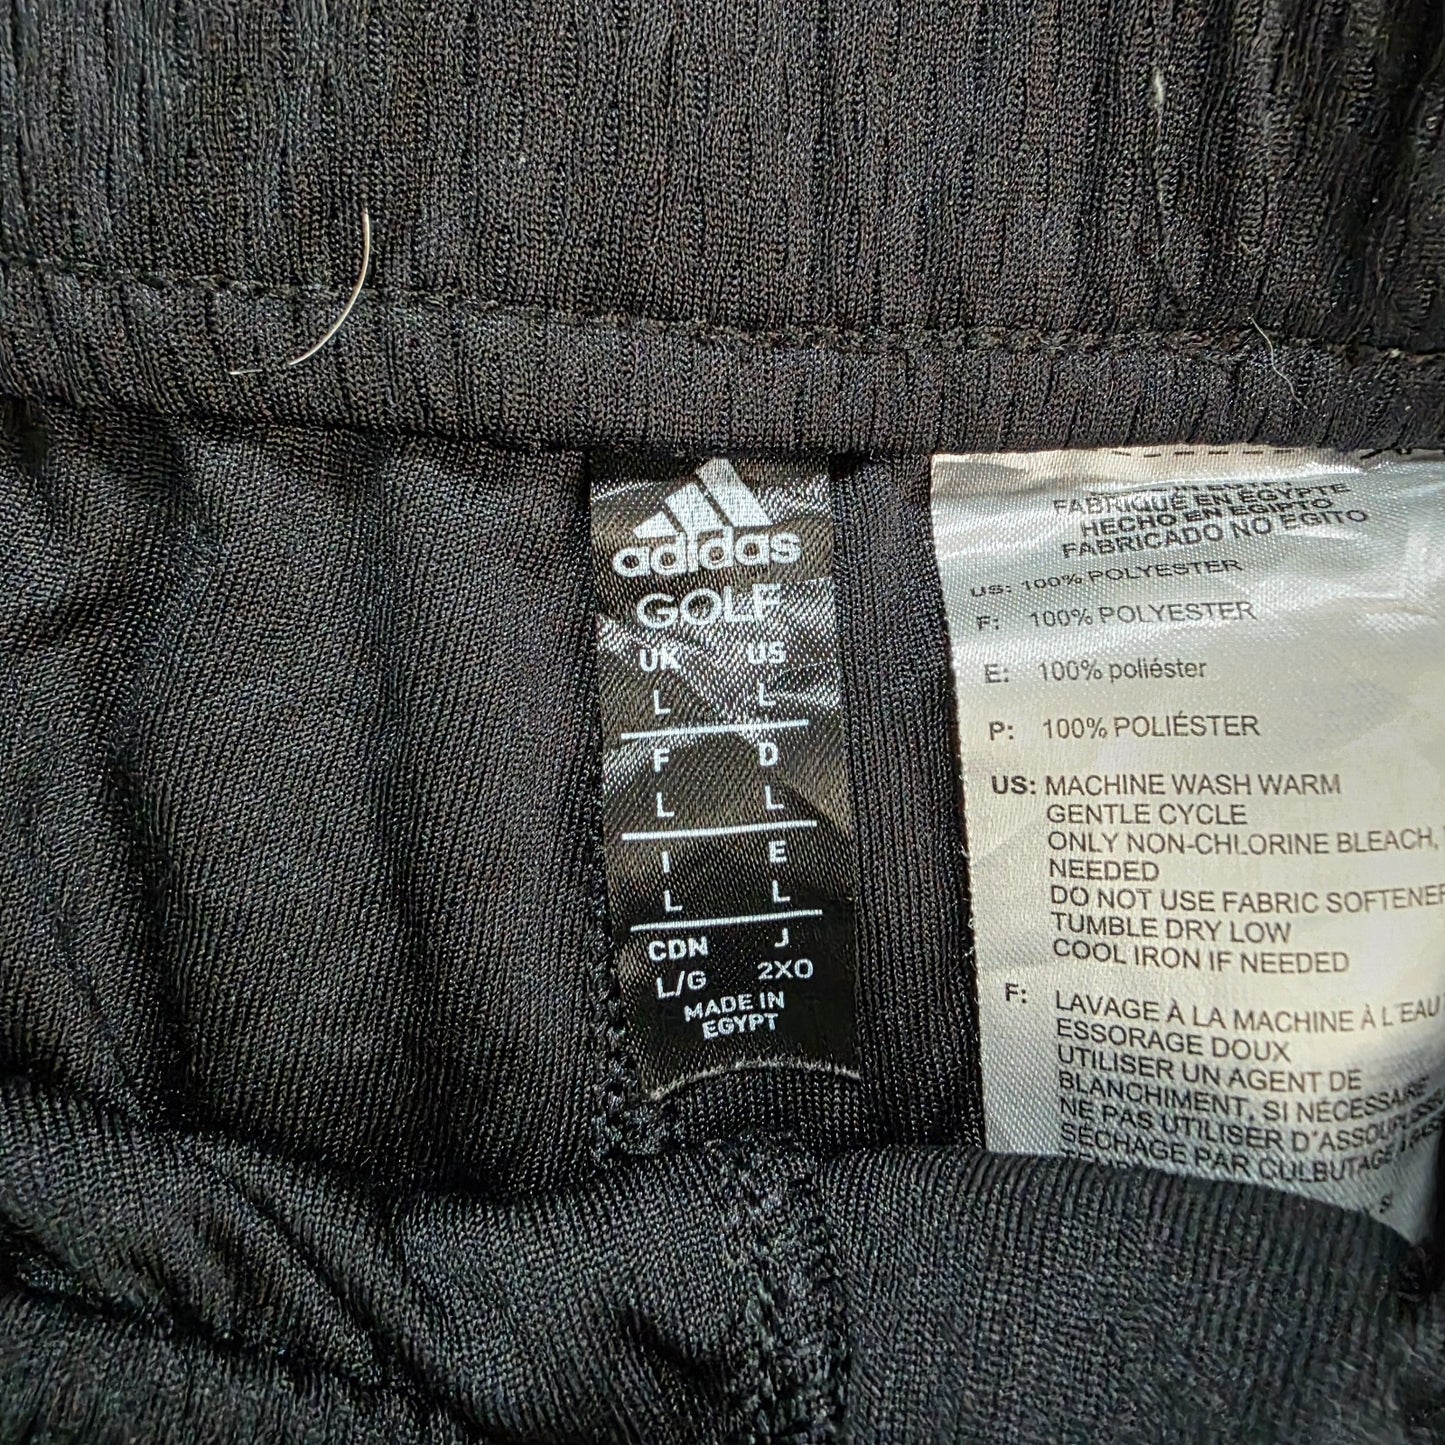 adidas
GOLF
UK US
L L
F D
L L
I E
L L
CDN J
L/G 2XO
MADE IN
EGYPT
FABRIQUÉ EN ÉGYPTE
HECHO EN EGIPTO
FABRICADO NO EGITO
US: 100% POLYESTER
F: 100% POLYESTER
E: 100% poliéster
P: 100% POLIÉSTER
US: MACHINE WASH WARM
GENTLE CYCLE
ONLY NON-CHLORINE BLEACH,
NEEDED
DO NOT USE FABRIC SOFTENER
TUMBLE DRY LOW
COOL IRON IF NEEDED
F: LAVAGE À LA MACHINE À L'EAU
ESSORAGE DOUX
UTILISER UN AGENT DE
BLANCHIMENT, SI NÉCESSAIRE
NE PAS UTILISER D'ASSOUPLISS
SÉCHAGE PAR CULBUTAGE